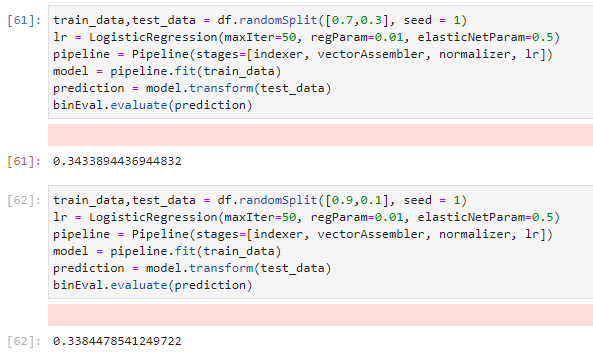 [61]: train_data,test_data = df.randomSplit([0.7,0.3], seed = 1)
lr = LogisticRegression(maxIter=50, regParam=0.01, elasticNetParam=0.5)
pipeline = Pipeline(stages=[indexer, vectorAssembler, normalizer, lr])
model = pipeline.fit(train_data)
prediction = model.transform(test_data)
binEval.evaluate(prediction)
[61]: 0.3433894436944832
[62]: train_data,test_data = df.randomSplit([0.9,0.1], seed = 1)
lr = LogisticRegression(maxIter=50, regParam=0.01, elasticNetParam=0.5)
pipeline = Pipeline(stages=[indexer, vectorAssembler, normalizer, lr])
model = pipeline.fit(train_data)
prediction = model.transform(test_data)
binEval.evaluate(prediction)
[62]: 0.3384478541249722